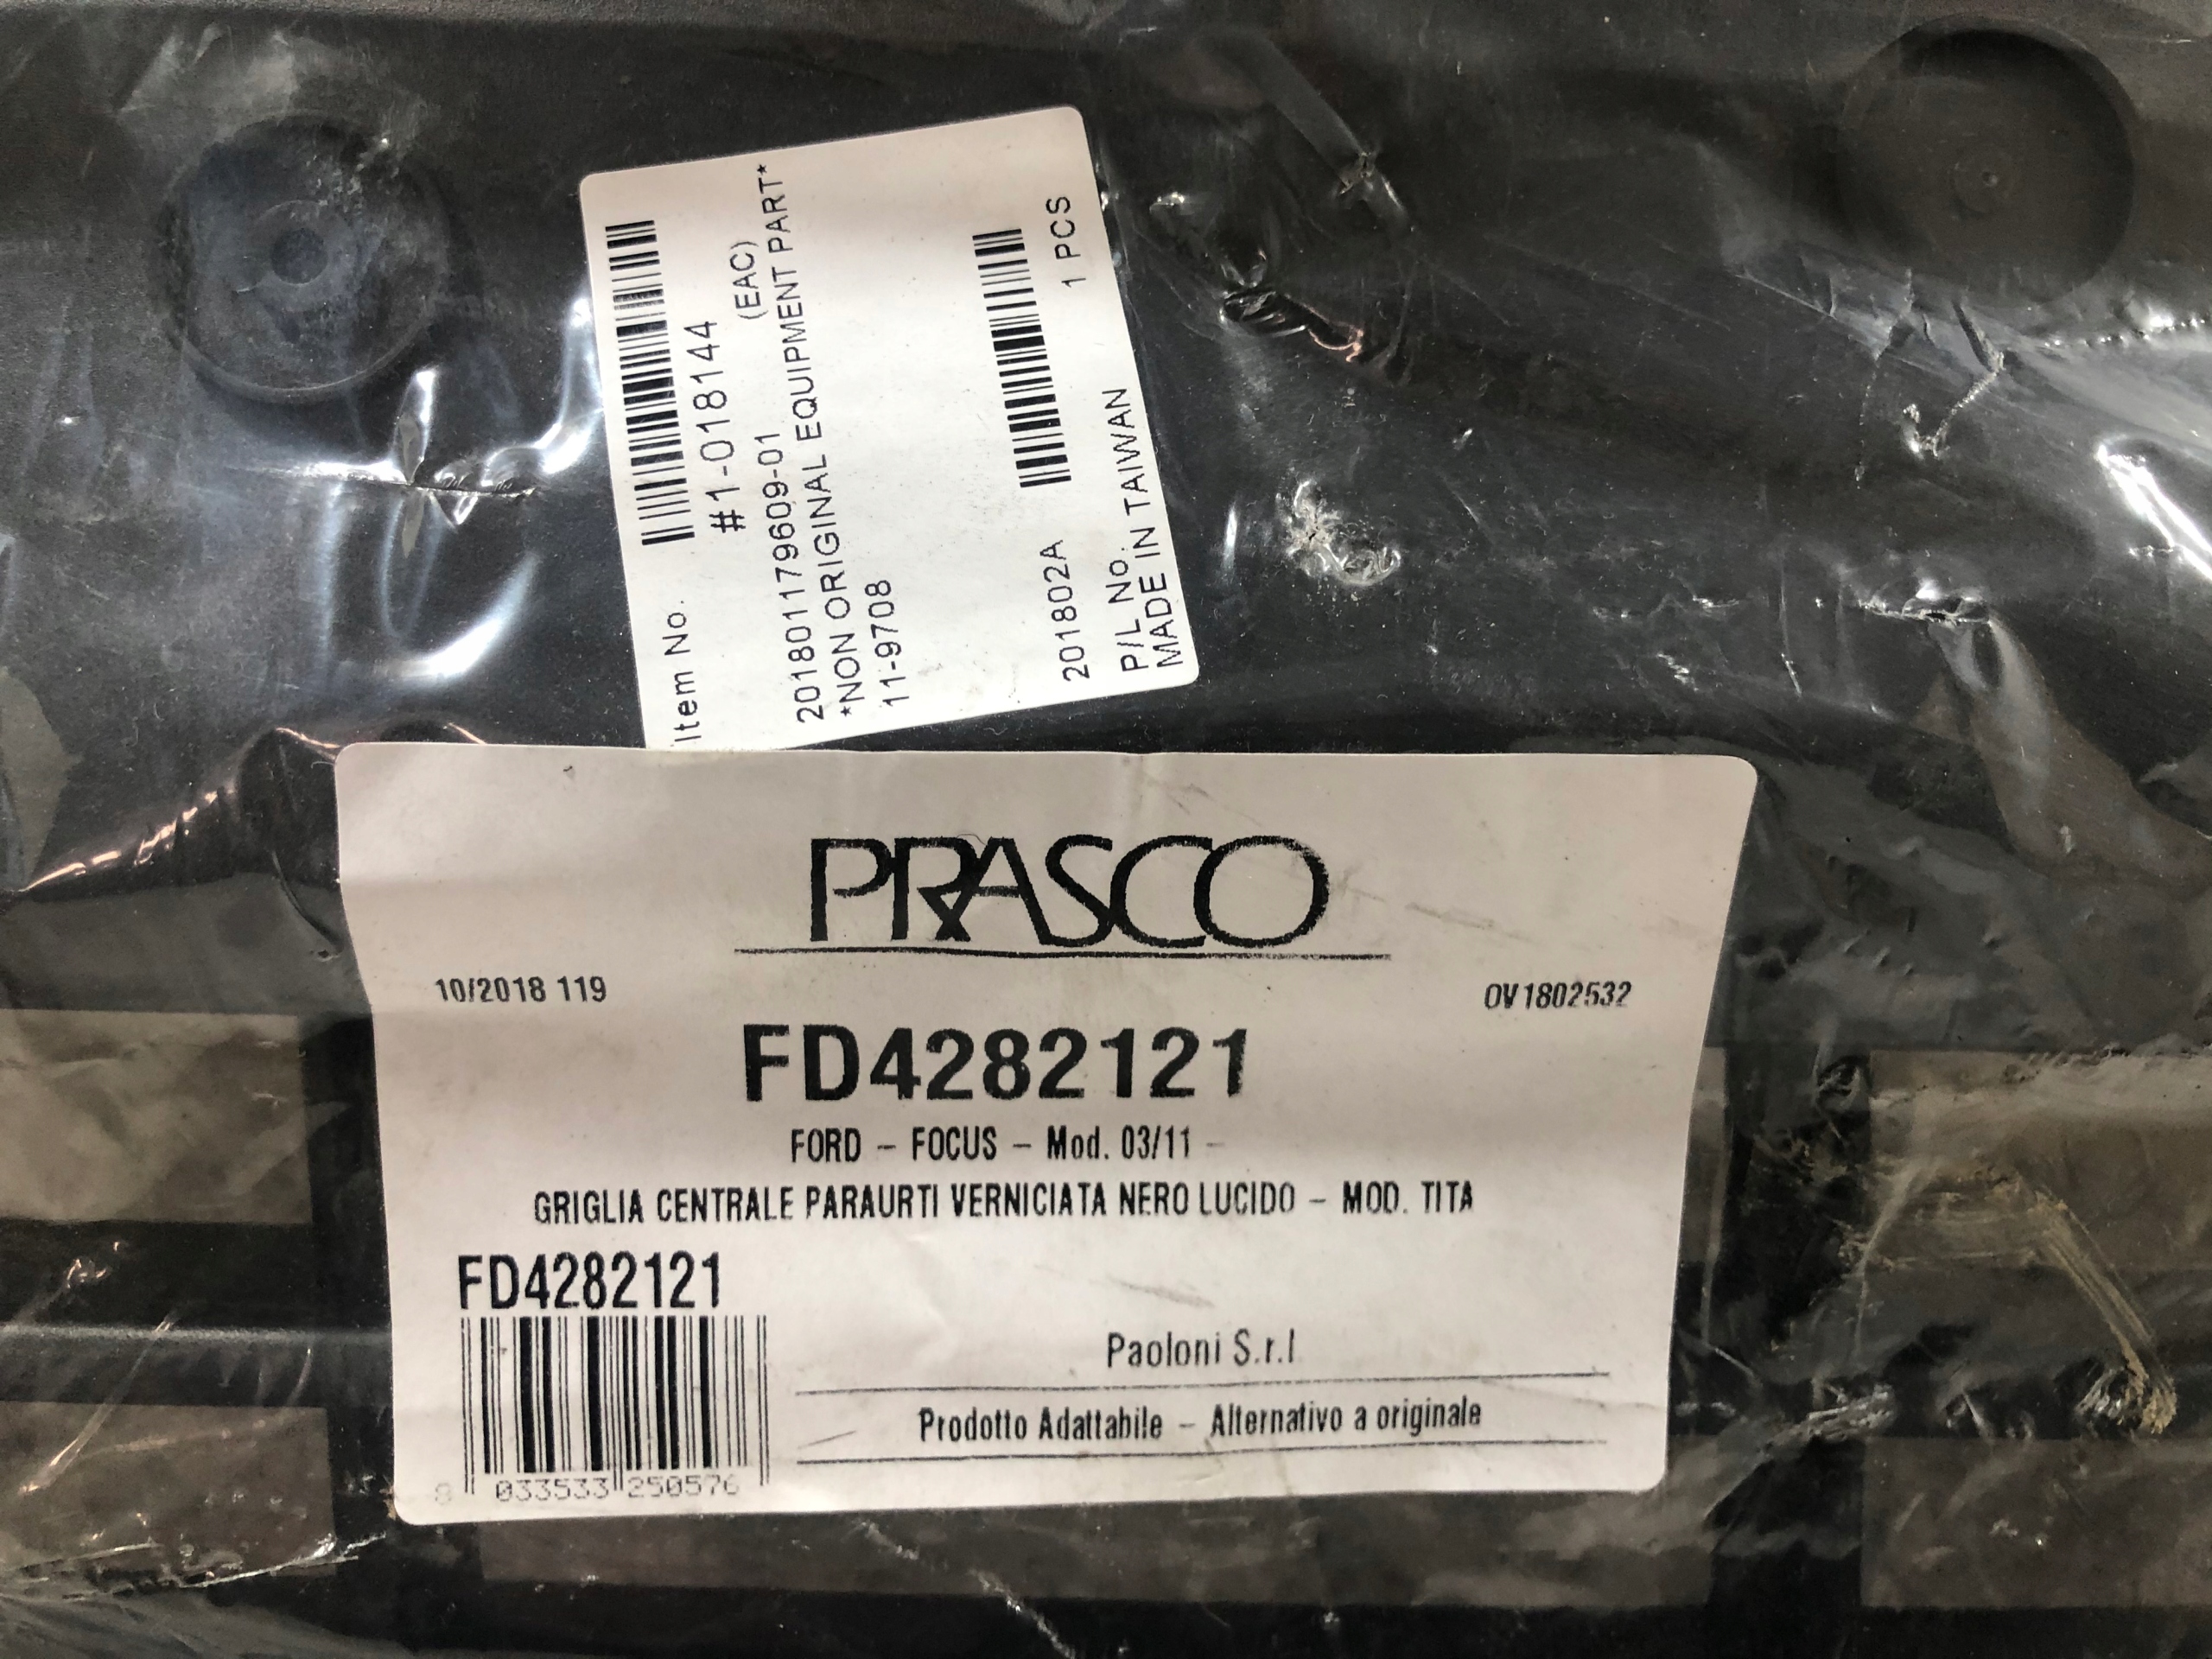 Item No.
#1-018144
(EAC)
201801179609-01
*NON ORIGINAL EQUIPMENT PART*
11-9708
201802A
1 PCS
P/L No.
MADE IN TAIWAN
PRASCO
10/2018 119
OV1802532
FD4282121
FORD - FOCUS - Mod. 03/11 -
GRIGLIA CENTRALE PARAURTI VERNICIATA NERO LUCIDO - MOD. TITA
FD4282121
8 033533 250576
Paoloni S.r.l
Prodotto Adattabile - Alternativo a originale